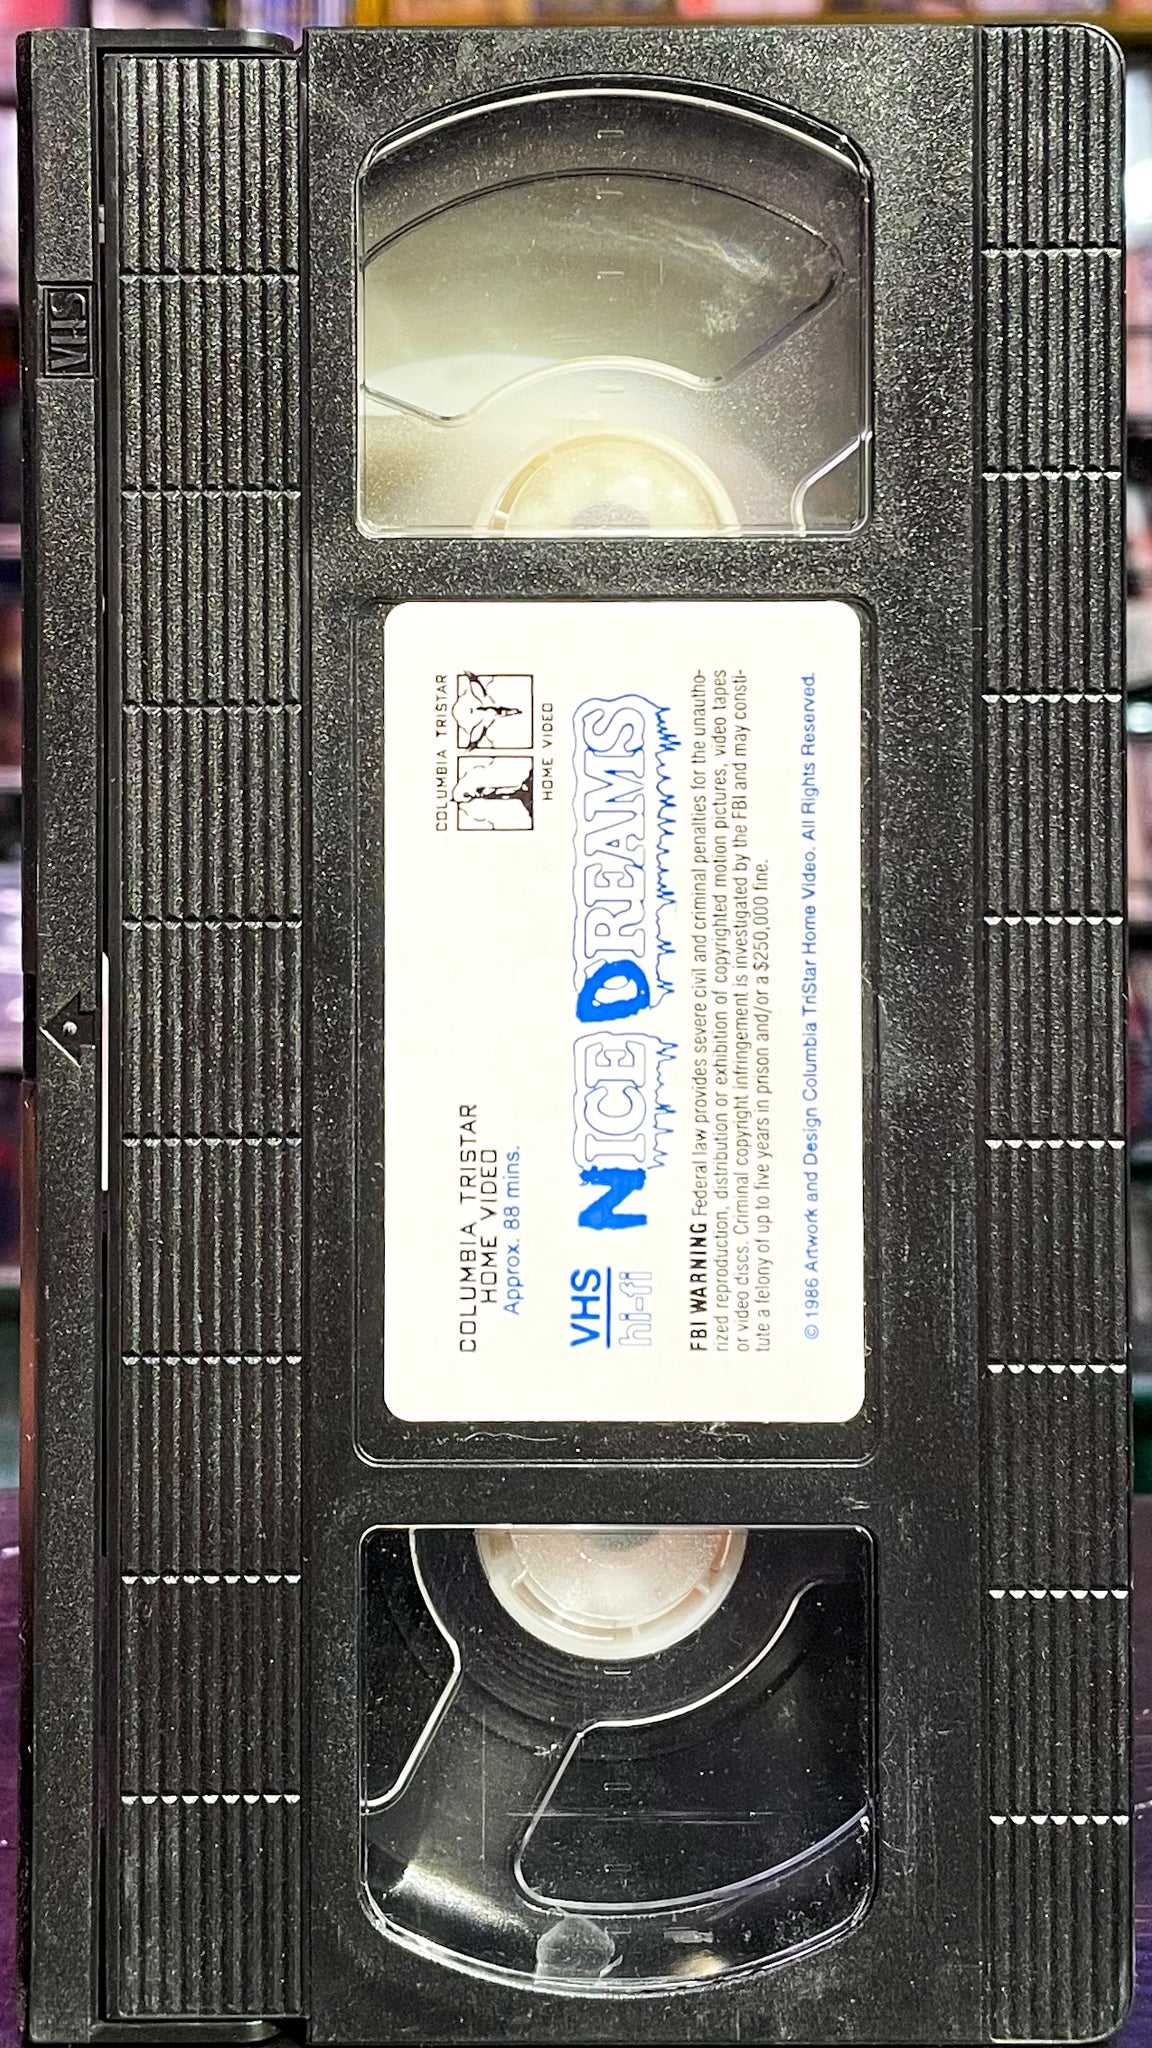 VHS
COLUMBIA TRISTAR
HOME VIDEO
Approx. 88 mins.
COLUMBIA TRISTAR
HOME VIDEO
VHS
hi-fi
NICE DREAMS
FBI WARNING Federal law provides severe civil and criminal penalties for the unautho-
rized reproduction, distribution or exhibition of copyrighted motion pictures, video tapes
or video discs. Criminal copyright infringement is investigated by the FBI and may consti-
tute a felony of up to five years in prison and/or a $250,000 fine.
© 1986 Artwork and Design Columbia TriStar Home Video. All Rights Reserved.